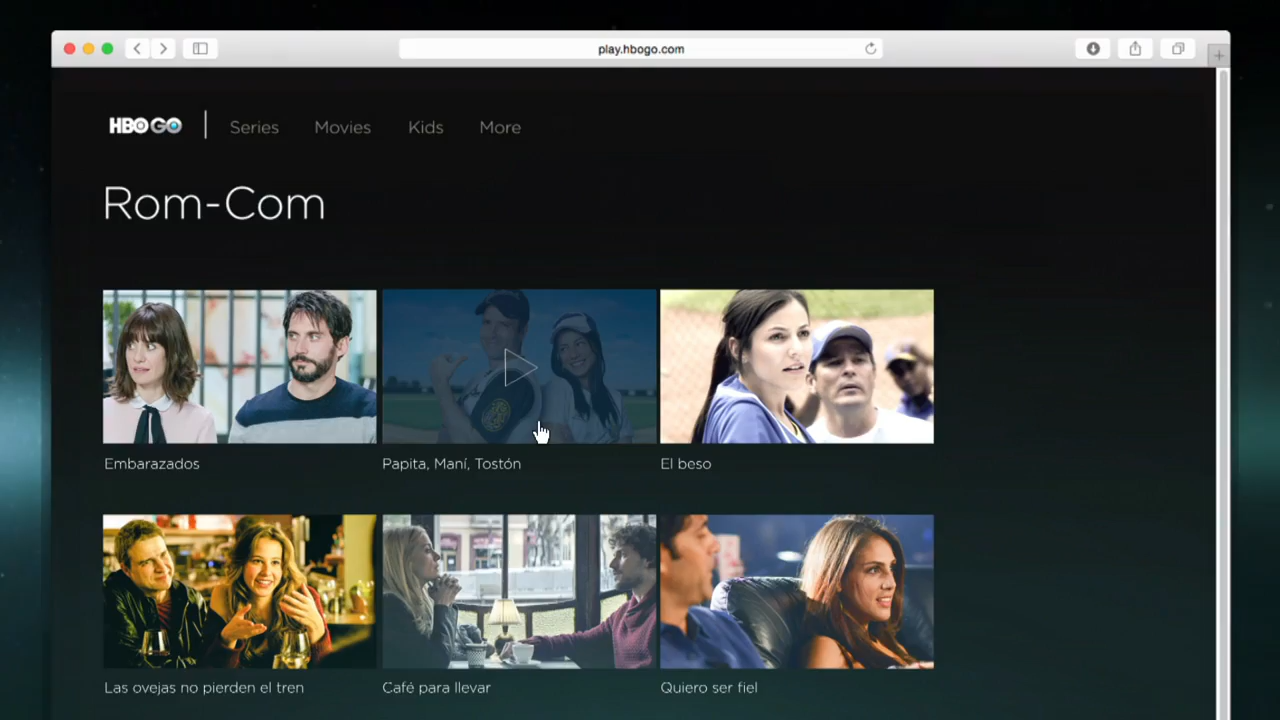 play.hbogo.com
HBO GO Series Movies Kids More
Rom-Com
Embarazados Papita, Maní, Tostón El beso
Las ovejas no pierden el tren Café para llevar Quiero ser fiel